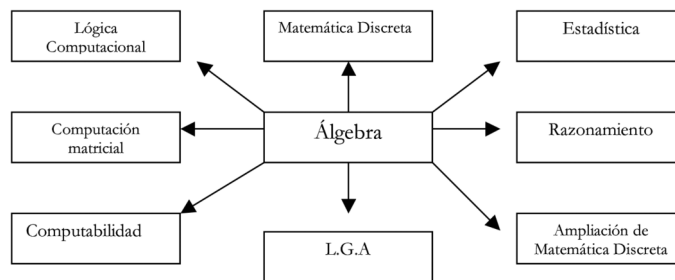 Lógica
Computacional
Matemática Discreta
Estadística
Computación
matricial
Álgebra
Razonamiento
Computabilidad
L.G.A
Ampliación de
Matemática Discreta